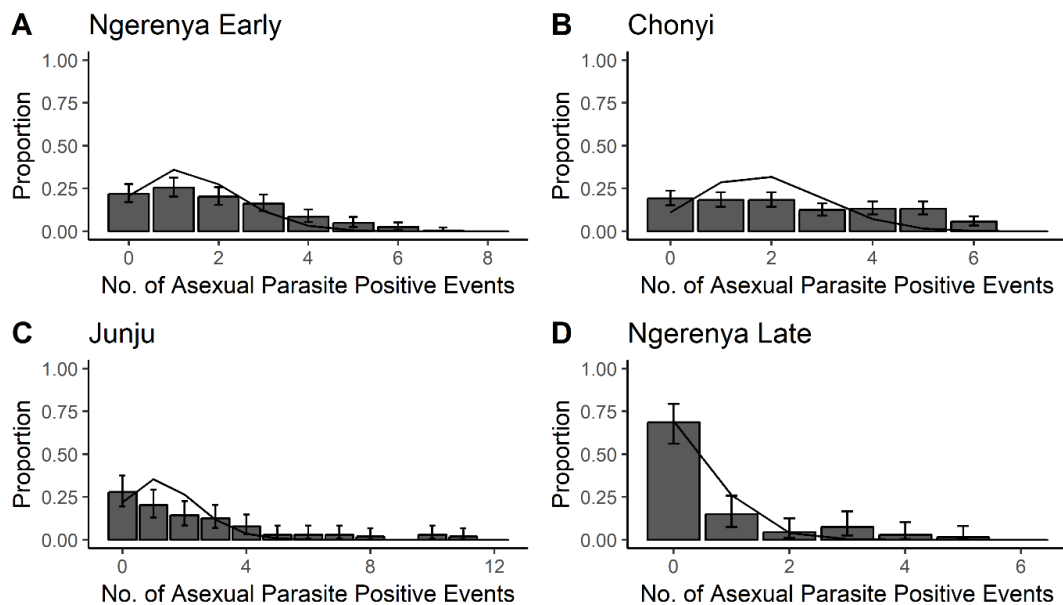 A Ngerenya Early
Proportion
1.00
0.75
0.50
0.25
0.00
0 2 4 6 8
No. of Asexual Parasite Positive Events
B Chonyi
Proportion
1.00
0.75
0.50
0.25
0.00
0 2 4 6
No. of Asexual Parasite Positive Events
C Junju
Proportion
1.00
0.75
0.50
0.25
0.00
0 4 8 12
No. of Asexual Parasite Positive Events
D Ngerenya Late
Proportion
1.00
0.75
0.50
0.25
0.00
0 2 4 6
No. of Asexual Parasite Positive Events